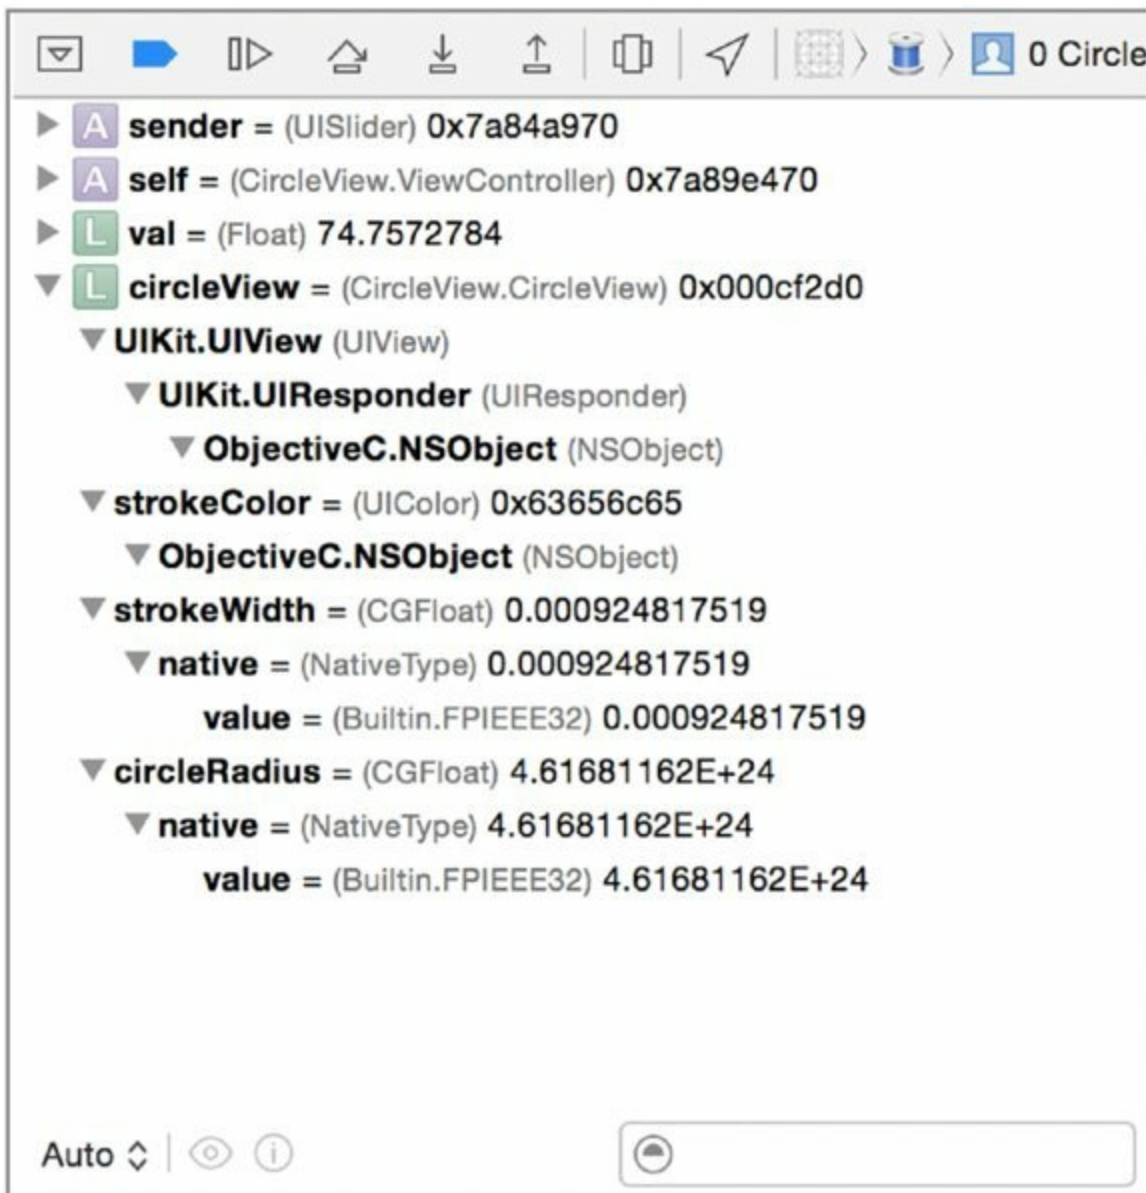 0 Circle
A sender = (UISlider) 0x7a84a970
A self = (CircleView.ViewController) 0x7a89e470
L val = (Float) 74.7572784
L circleView = (CircleView.CircleView) 0x000cf2d0
UIKit.UIView (UIView)
UIKit.UIResponder (UIResponder)
ObjectiveC.NSObject (NSObject)
strokeColor = (UIColor) 0x63656c65
ObjectiveC.NSObject (NSObject)
strokeWidth = (CGFloat) 0.000924817519
native = (NativeType) 0.000924817519
value = (Builtin.FPIEEE32) 0.000924817519
circleRadius = (CGFloat) 4.61681162E+24
native = (NativeType) 4.61681162E+24
value = (Builtin.FPIEEE32) 4.61681162E+24
Auto